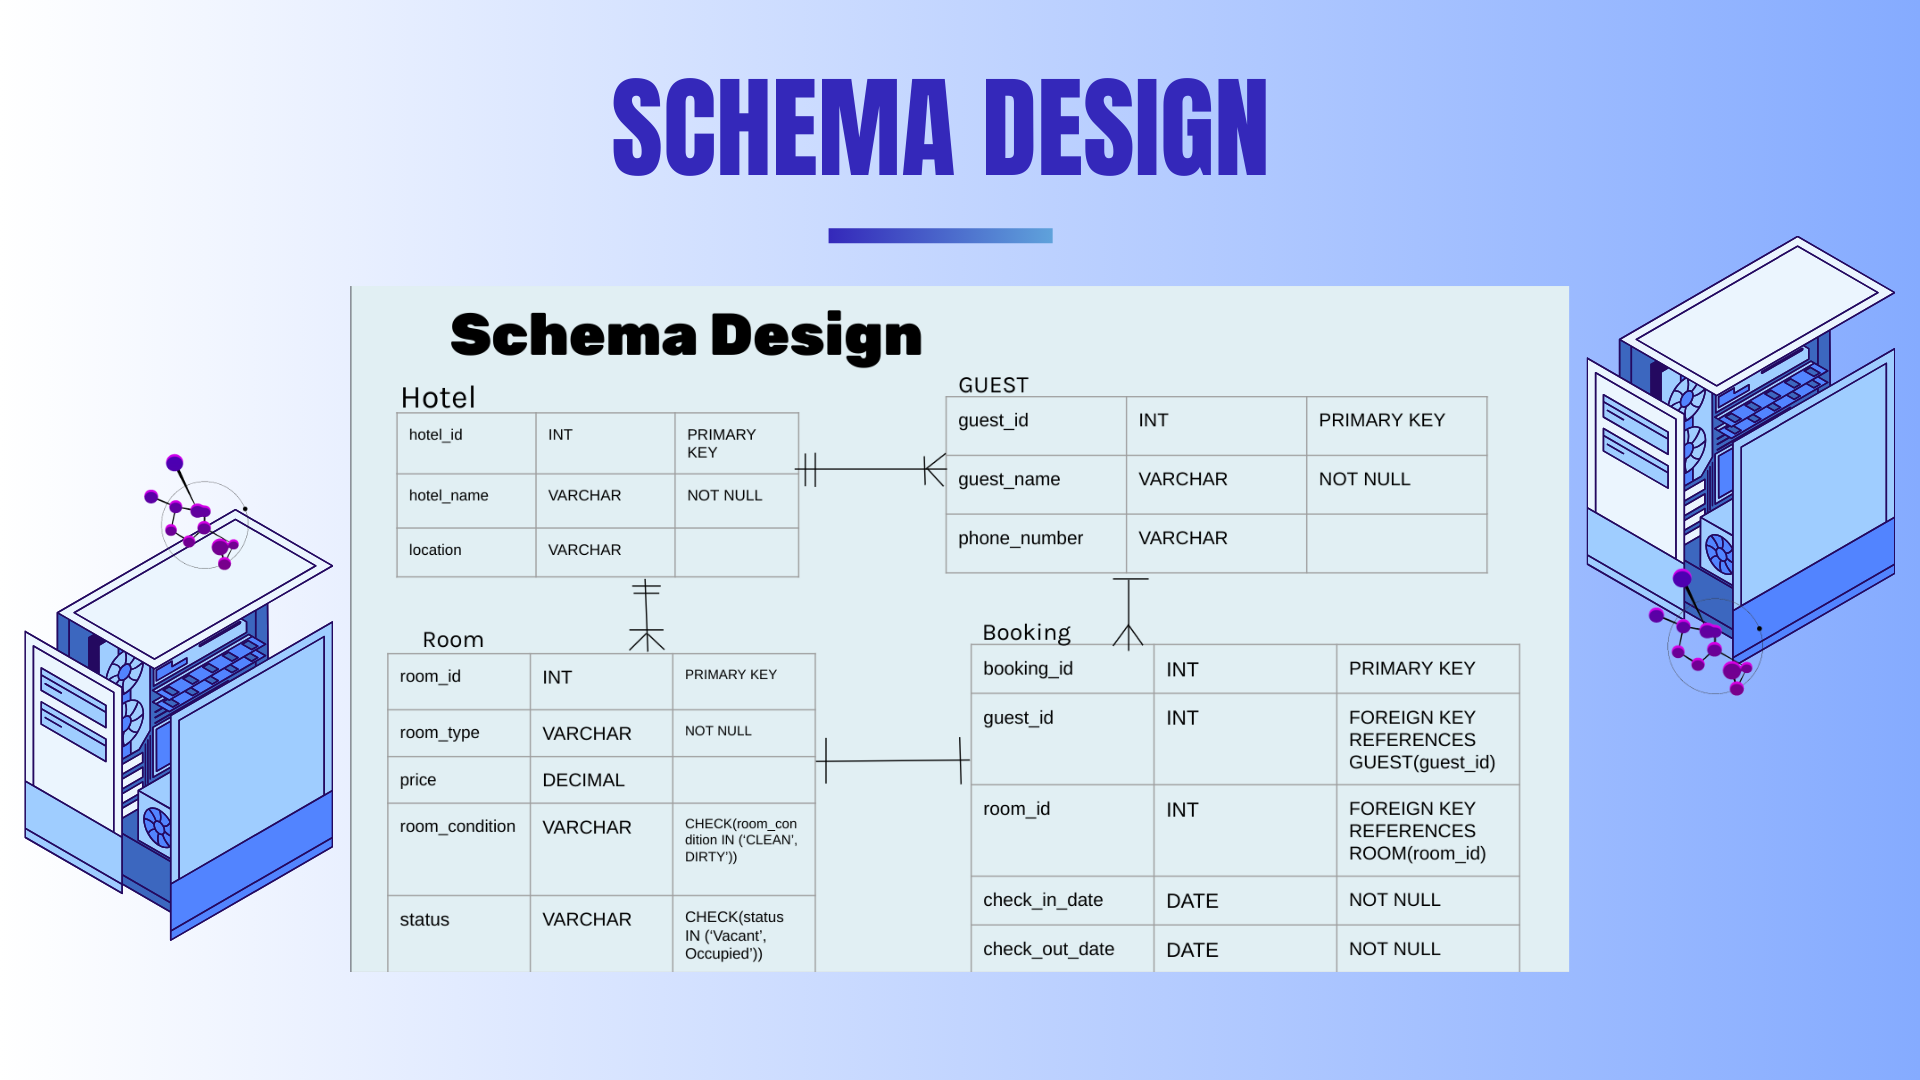 SCHEMA DESIGN
Schema Design
Hotel
hotel_id INT PRIMARY
KEY
hotel_name VARCHAR NOT NULL
location VARCHAR
GUEST
guest_id INT PRIMARY KEY
guest_name VARCHAR NOT NULL
phone_number VARCHAR
Room
room_id INT PRIMARY KEY
room_type VARCHAR NOT NULL
price DECIMAL
room_condition VARCHAR CHECK(room_con
dition IN (‘CLEAN’,
DIRTY’))
status VARCHAR CHECK(status
IN (‘Vacant’,
Occupied’))
Booking
booking_id INT PRIMARY KEY
guest_id INT FOREIGN KEY
REFERENCES
GUEST(guest_id)
room_id INT FOREIGN KEY
REFERENCES
ROOM(room_id)
check_in_date DATE NOT NULL
check_out_date DATE NOT NULL